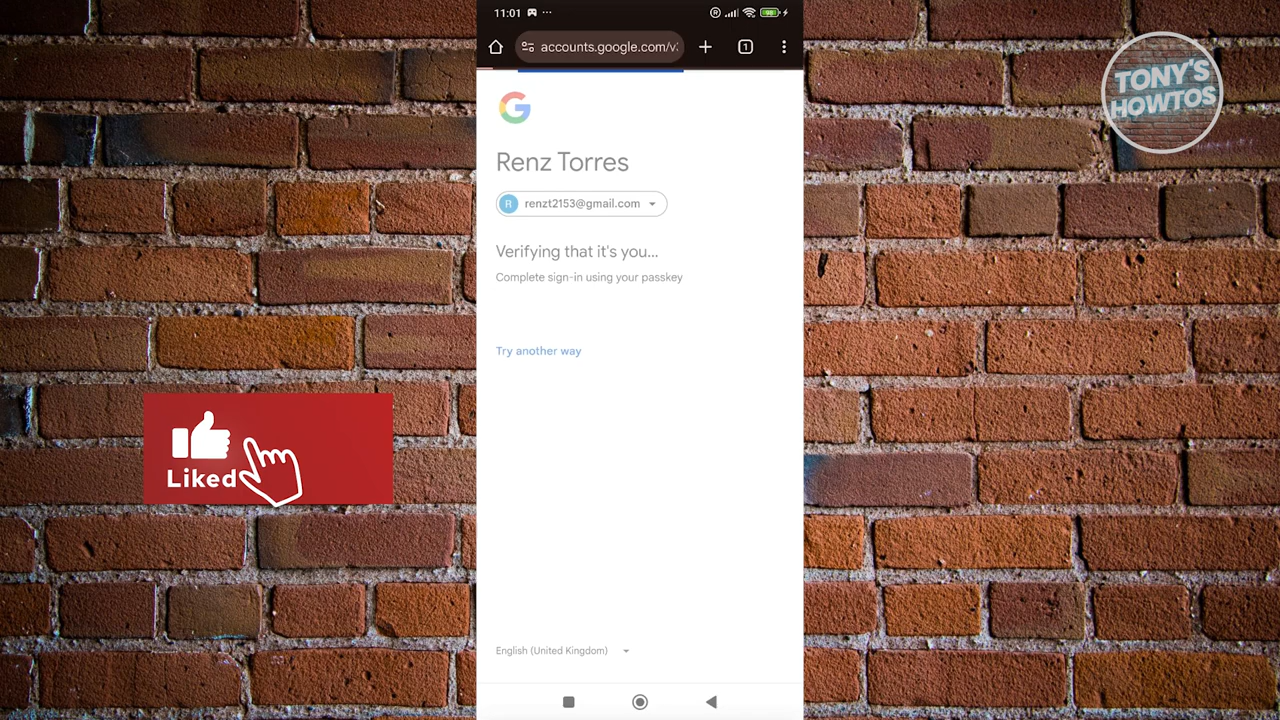 11:01
98
accounts.google.com/v
1
TONY'S
HOWTOS
G
Renz Torres
R renzt2153@gmail.com
Verifying that it's you...
Complete sign-in using your passkey
Try another way
Liked
English (United Kingdom)